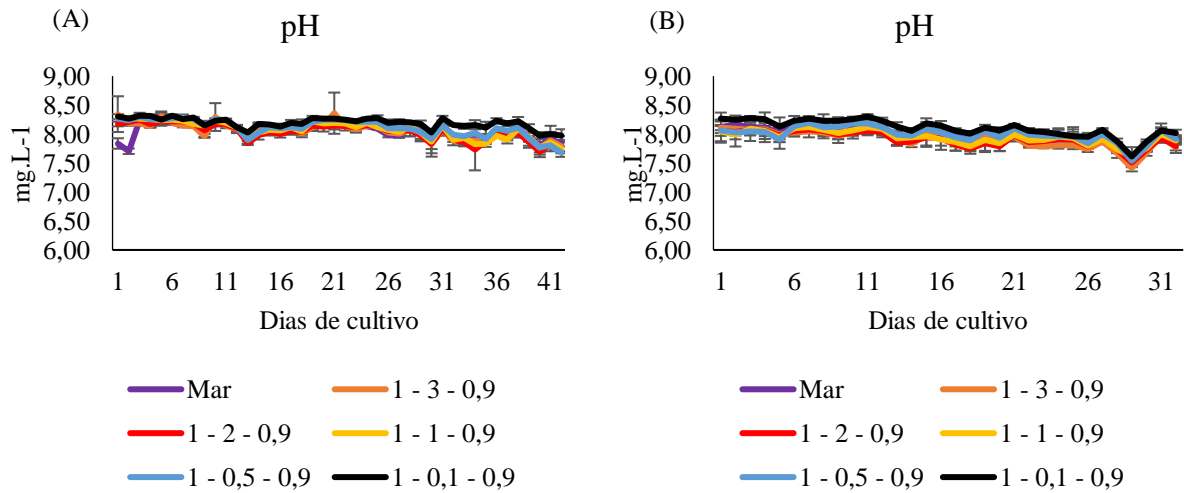 (A)
pH
9,00
8,50
8,00
7,50
7,00
6,50
6,00
mg.L-1
1 6 11 16 21 26 31 36 41
Dias de cultivo
Mar 1 - 3 - 0,9
1 - 2 - 0,9 1 - 1 - 0,9
1 - 0,5 - 0,9 1 - 0,1 - 0,9
(B)
pH
9,00
8,50
8,00
7,50
7,00
6,50
6,00
mg.L-1
1 6 11 16 21 26 31
Dias de cultivo
Mar 1 - 3 - 0,9
1 - 2 - 0,9 1 - 1 - 0,9
1 - 0,5 - 0,9 1 - 0,1 - 0,9